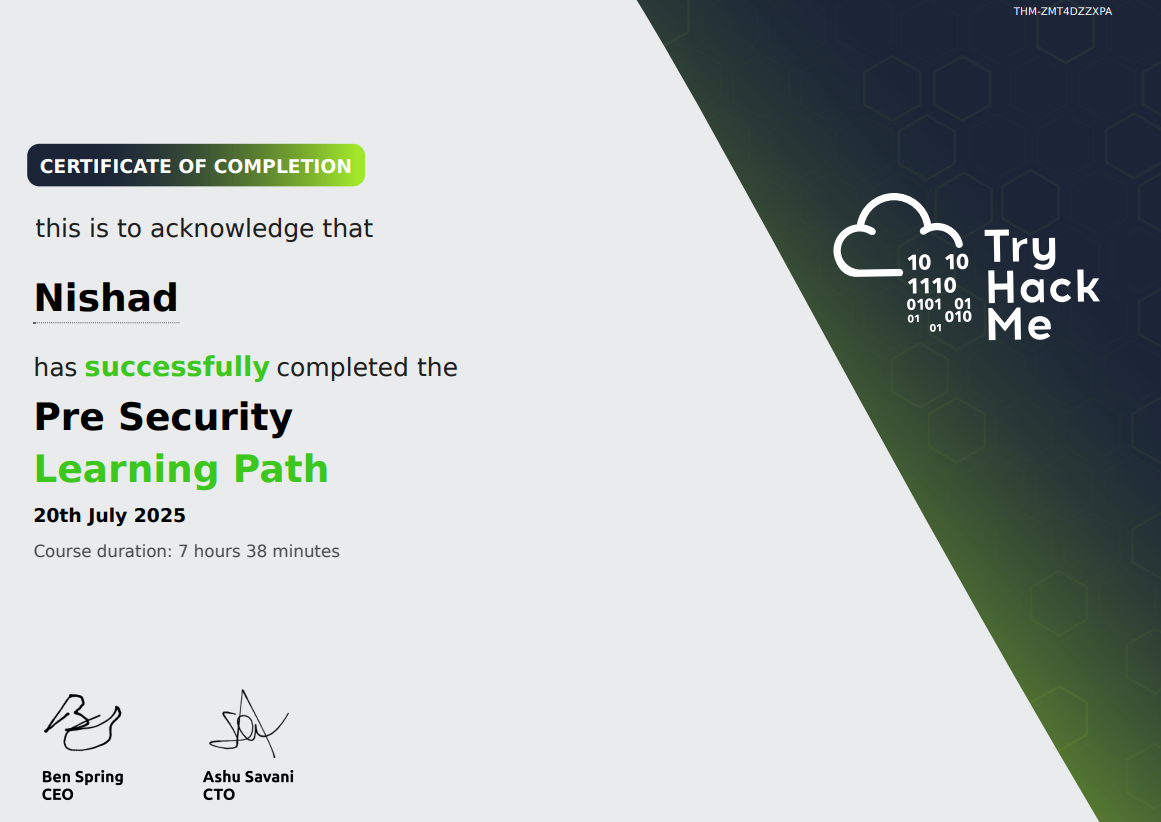 THM-ZMT4DZZXPA
CERTIFICATE OF COMPLETION
this is to acknowledge that
Nishad
has successfully completed the
Pre Security
Learning Path
20th July 2025
Course duration: 7 hours 38 minutes
10 10
1110
0101 01
01 010
01
Try
Hack
Me
Ben Spring
CEO
Ashu Savani
CTO